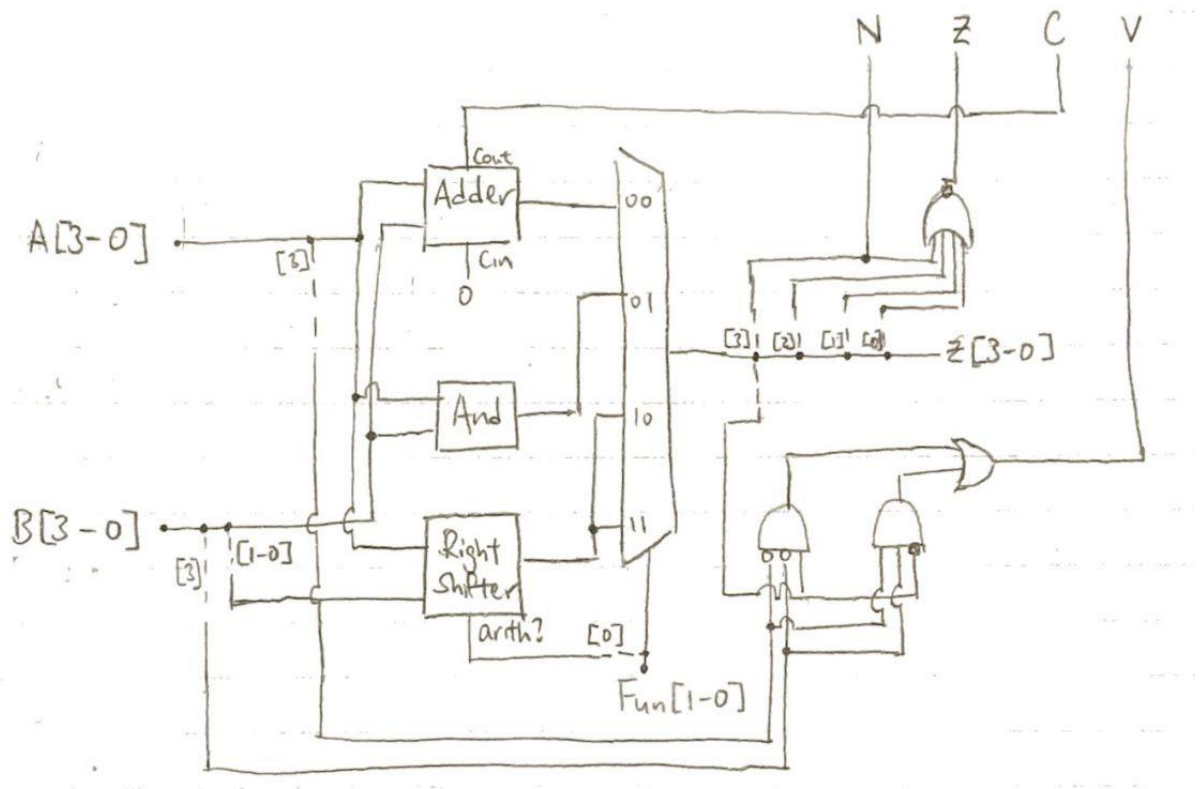 N Z C V
Cout
Adder
00
A[3-0]
[3]
Cin
0
01
[3] [2] [1] [0]
Z[3-0]
And
10
B[3-0]
[3]
[1-0]
11
Right
Shifter
arith?
[0]
Fun[1-0]